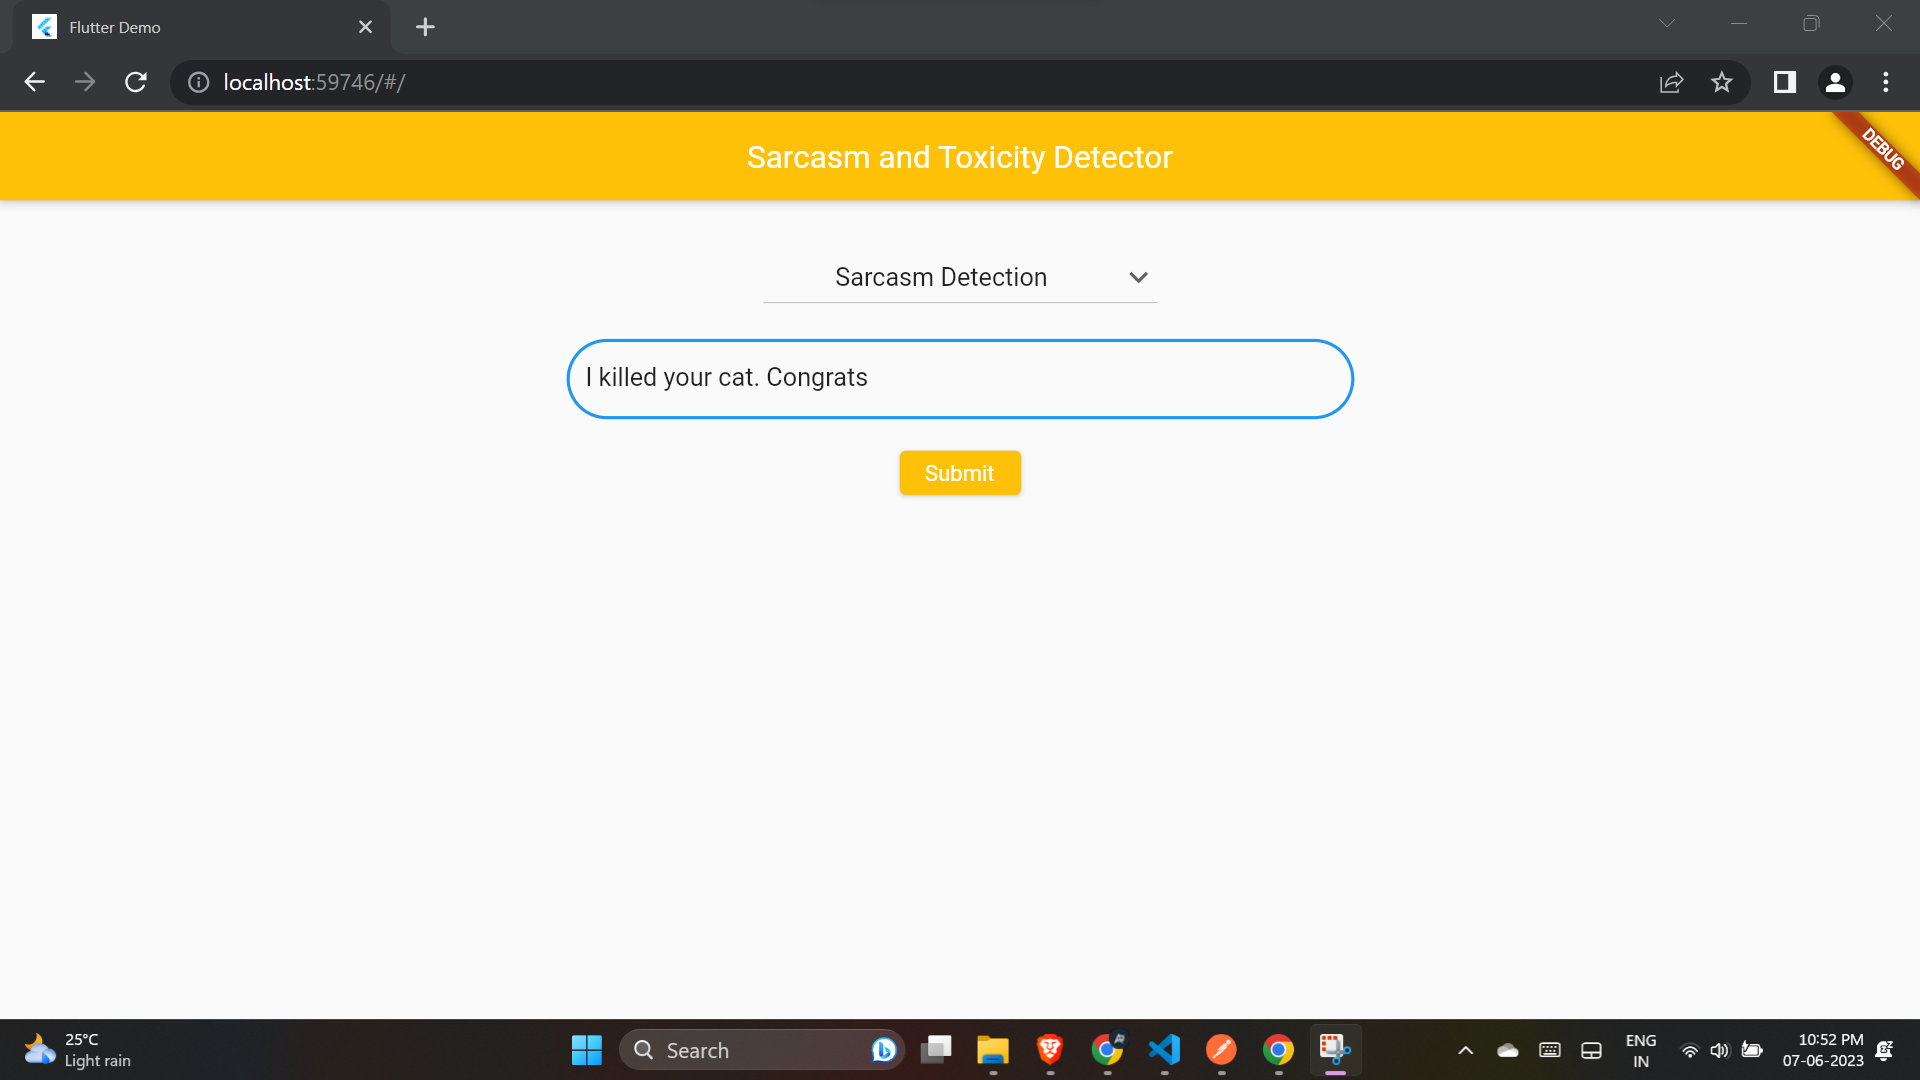 Flutter Demo
localhost:59746/#/
Sarcasm and Toxicity Detector
DEBUG
Sarcasm Detection
I killed your cat. Congrats
Submit
25°C
Light rain
Search
ENG
IN
10:52 PM
07-06-2023